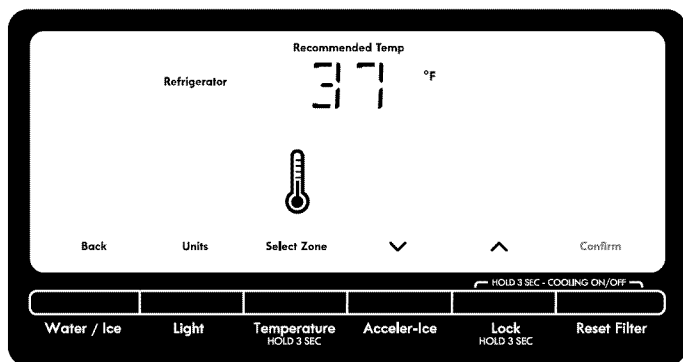 Recommended Temp
Refrigerator 37 °F
Back Units Select Zone Confirm
HOLD 3 SEC - COOLING ON/OFF
Water / Ice Light Temperature Acceler-Ice Lock Reset Filter
HOLD 3 SEC HOLD 3 SEC